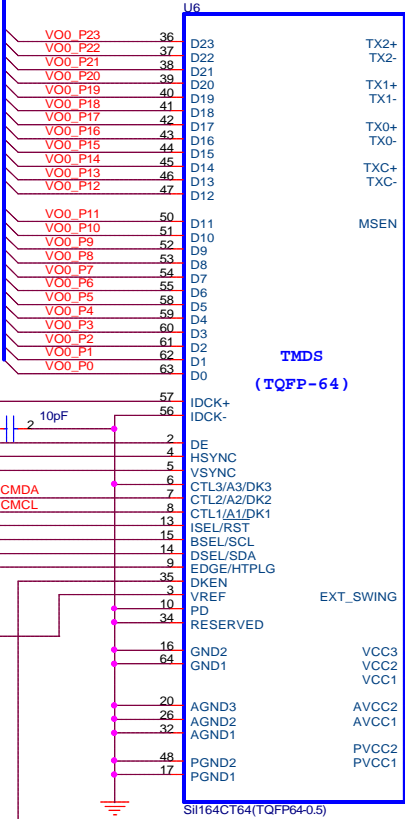 U6
VO0_P23 36 D23 TX2+
VO0_P22 37 D22 TX2-
VO0_P21 38 D21
VO0_P20 39 D20 TX1+
VO0_P19 40 D19 TX1-
VO0_P18 41 D18
VO0_P17 42 D17 TX0+
VO0_P16 43 D16 TX0-
VO0_P15 44 D15
VO0_P14 45 D14 TXC+
VO0_P13 46 D13 TXC-
VO0_P12 47 D12
VO0_P11 50 D11 MSEN
VO0_P10 51 D10
VO0_P9 52 D9
VO0_P8 53 D8
VO0_P7 54 D7
VO0_P6 55 D6
VO0_P5 58 D5
VO0_P4 59 D4
VO0_P3 60 D3
VO0_P2 61 D2
VO0_P1 62 D1
VO0_P0 63 D0
TMDS
(TQFP-64)
57 IDCK+
10pF 2 56 IDCK-
2 DE
4 HSYNC
5 VSYNC
6 CTL3/A3/DK3
CMDA 7 CTL2/A2/DK2
CMCL 8 CTL1/A1/DK1
13 ISEL/RST
15 BSEL/SCL
14 DSEL/SDA
9 EDGE/HTPLG
35 DKEN
3 VREF EXT_SWING
10 PD
34 RESERVED
16 GND2 VCC3
64 GND1 VCC2
VCC1
20 AGND3 AVCC2
26 AGND2 AVCC1
32 AGND1
PVCC2
48 PGND2 PVCC1
17 PGND1
SiI164CT64(TQFP64-0.5)